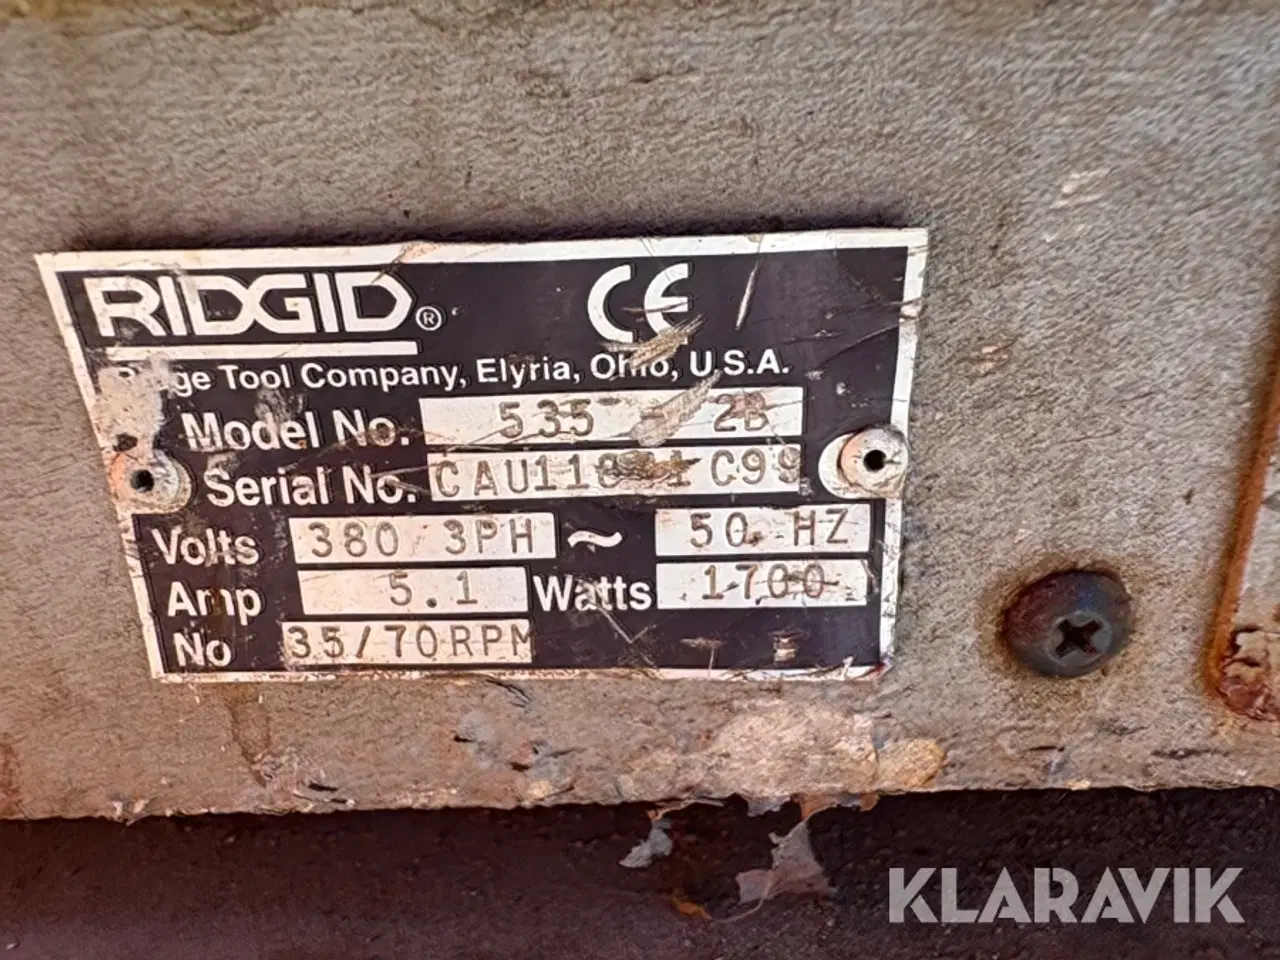 RIDGID®
CE
Ridge Tool Company, Elyria, Ohio, U.S.A.
Model No. 535 - 2B
Serial No. C99
Volts 380 3PH ~ 50 HZ
Amp 5.1 Watts 1700
No 35/70RPM
KLARAVIK